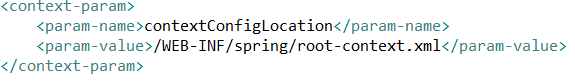 <context-param>
    <param-name>contextConfigLocation</param-name>
    <param-value>/WEB-INF/spring/root-context.xml</param-value>
</context-param>